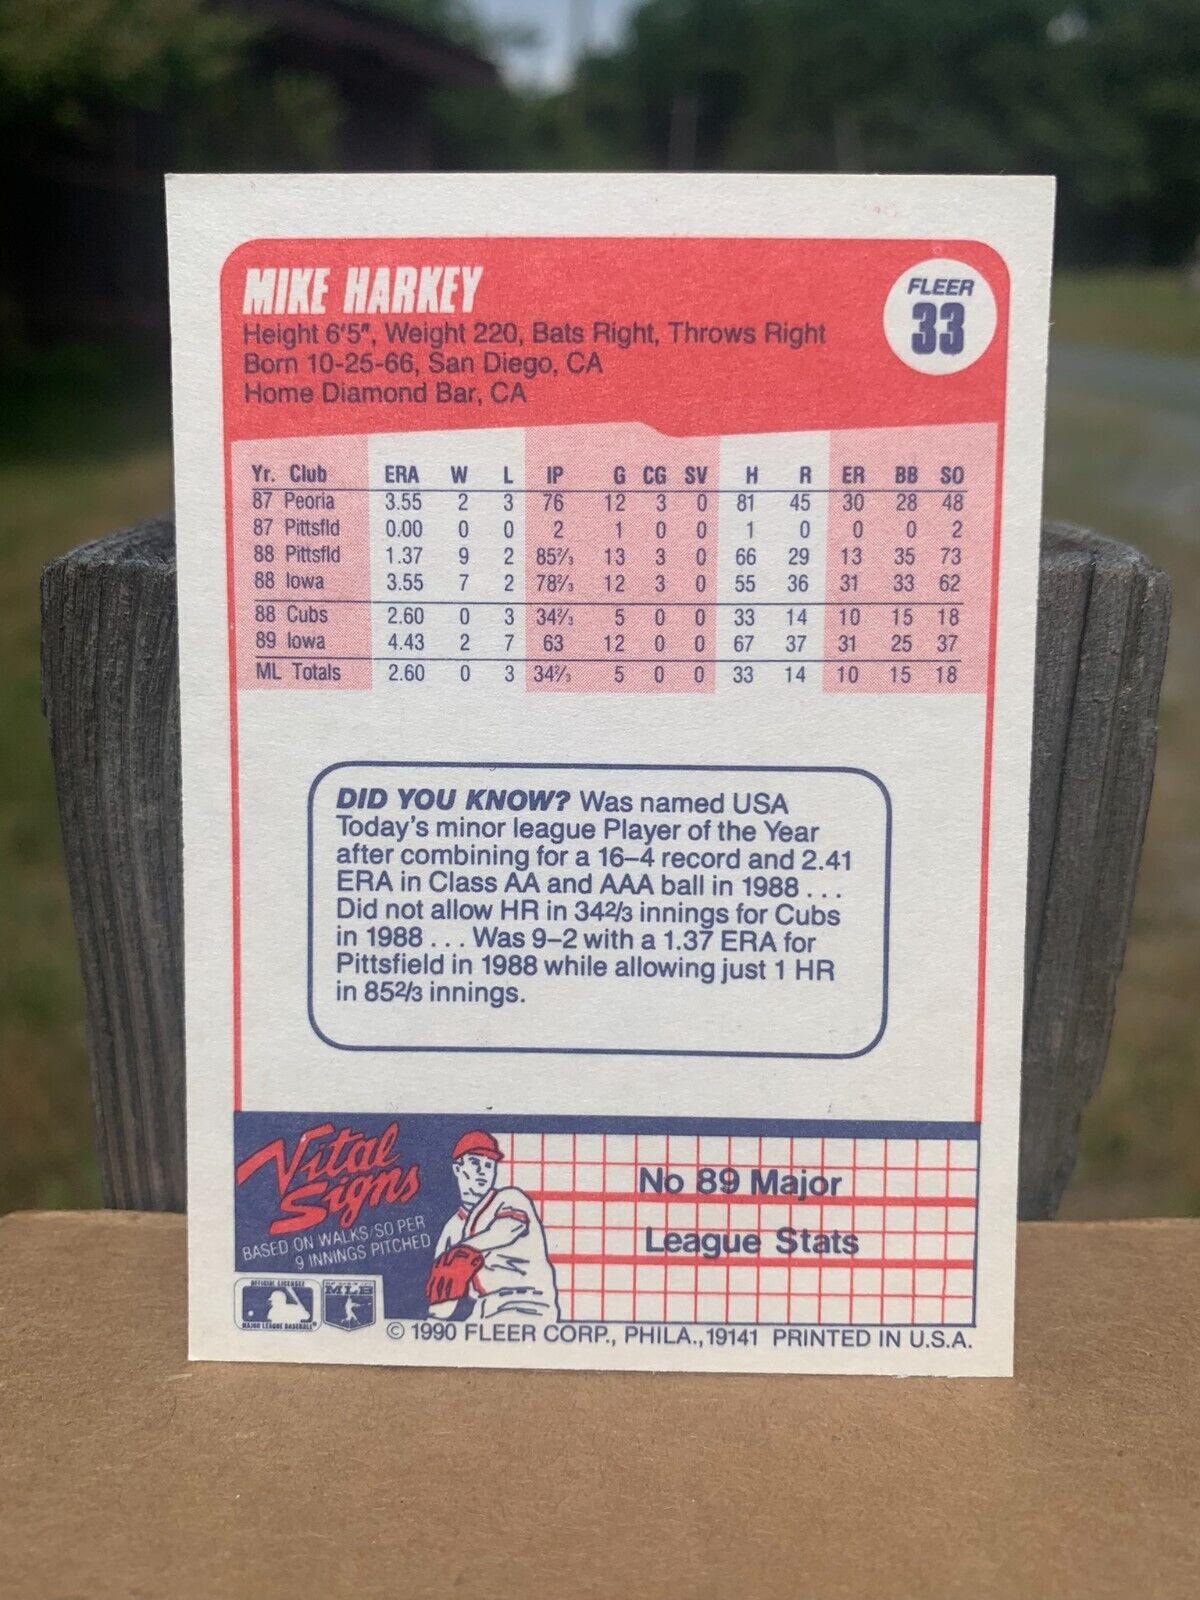 MIKE HARKEY
FLEER
33
Height 6'5", Weight 220, Bats Right, Throws Right
Born 10-25-66, San Diego, CA
Home Diamond Bar, CA
Yr. Club ERA W L IP G CG SV H R ER BB SO
87 Peoria 3.55 2 3 76 12 3 0 81 45 30 28 48
87 Pittsfld 0.00 0 0 2 1 0 0 1 0 0 0 2
88 Pittsfld 1.37 9 2 85⅔ 13 3 0 66 29 13 35 73
88 Iowa 3.55 7 2 78⅔ 12 3 0 55 36 31 33 62
88 Cubs 2.60 0 3 34⅔ 5 0 0 33 14 10 15 18
89 Iowa 4.43 2 7 63 12 0 0 67 37 31 25 37
ML Totals 2.60 0 3 34⅔ 5 0 0 33 14 10 15 18
DID YOU KNOW? Was named USA
Today's minor league Player of the Year
after combining for a 16–4 record and 2.41
ERA in Class AA and AAA ball in 1988 . . .
Did not allow HR in 34⅔ innings for Cubs
in 1988 . . . Was 9–2 with a 1.37 ERA for
Pittsfield in 1988 while allowing just 1 HR
in 85⅔ innings.
Vital
Signs
BASED ON WALKS/SO PER
9 INNINGS PITCHED
No 89 Major
League Stats
OFFICIAL LICENSEE
MAJOR LEAGUE BASEBALL
MLB
© 1990 FLEER CORP., PHILA., 19141 PRINTED IN U.S.A.